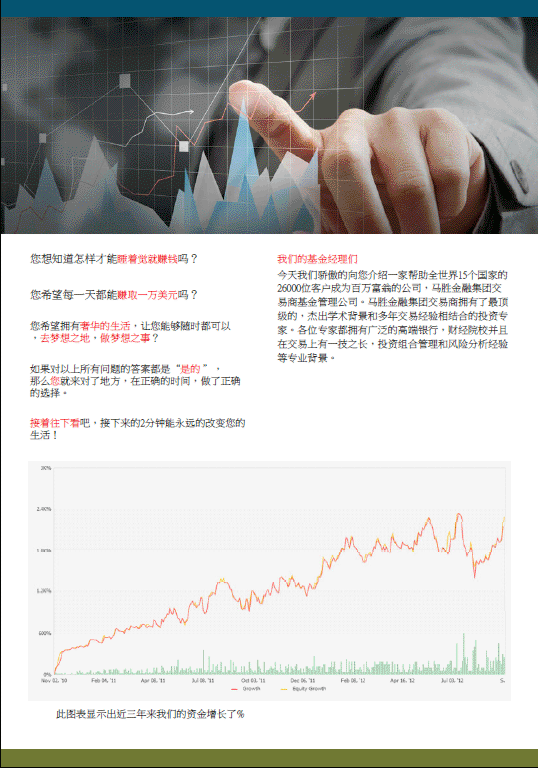 您想知道怎样才能睡着觉就赚钱吗？
您希望每一天都能赚取一万美元吗？
您希望拥有奢华的生活，让您能够随时都可以
，去梦想之地，做梦想之事？
如果对以上所有问题的答案都是“是的 ”，
那么您就来对了地方，在正确的时间，做了正确
的选择。
接着往下看吧，接下来的2分钟能永远的改变您的
生活！
我们的基金经理们
今天我们骄傲的向您介绍一家帮助全世界15个国家的
26000位客户成为百万富翁的公司，马胜金融集团交
易商基金管理公司。马胜金融集团交易商拥有了最顶
级的，杰出学术背景和多年交易经验相结合的投资专
家。各位专家都拥有广泛的高端银行，财经院校并且
在交易上有一技之长，投资组合管理和风险分析经验
等专业背景。
3K%
2.40%
1.20%
600%
0%
Nov 02, '10 Feb 04, '11 Apr 08, '11 Jul 08, '11 Oct 03, '11 Dec 06, '11 Feb 08, '12 Apr 16, '12 Jul 03, '12 S.
Growth Equity Growth
此图表显示出近三年来我们的资金增长了%